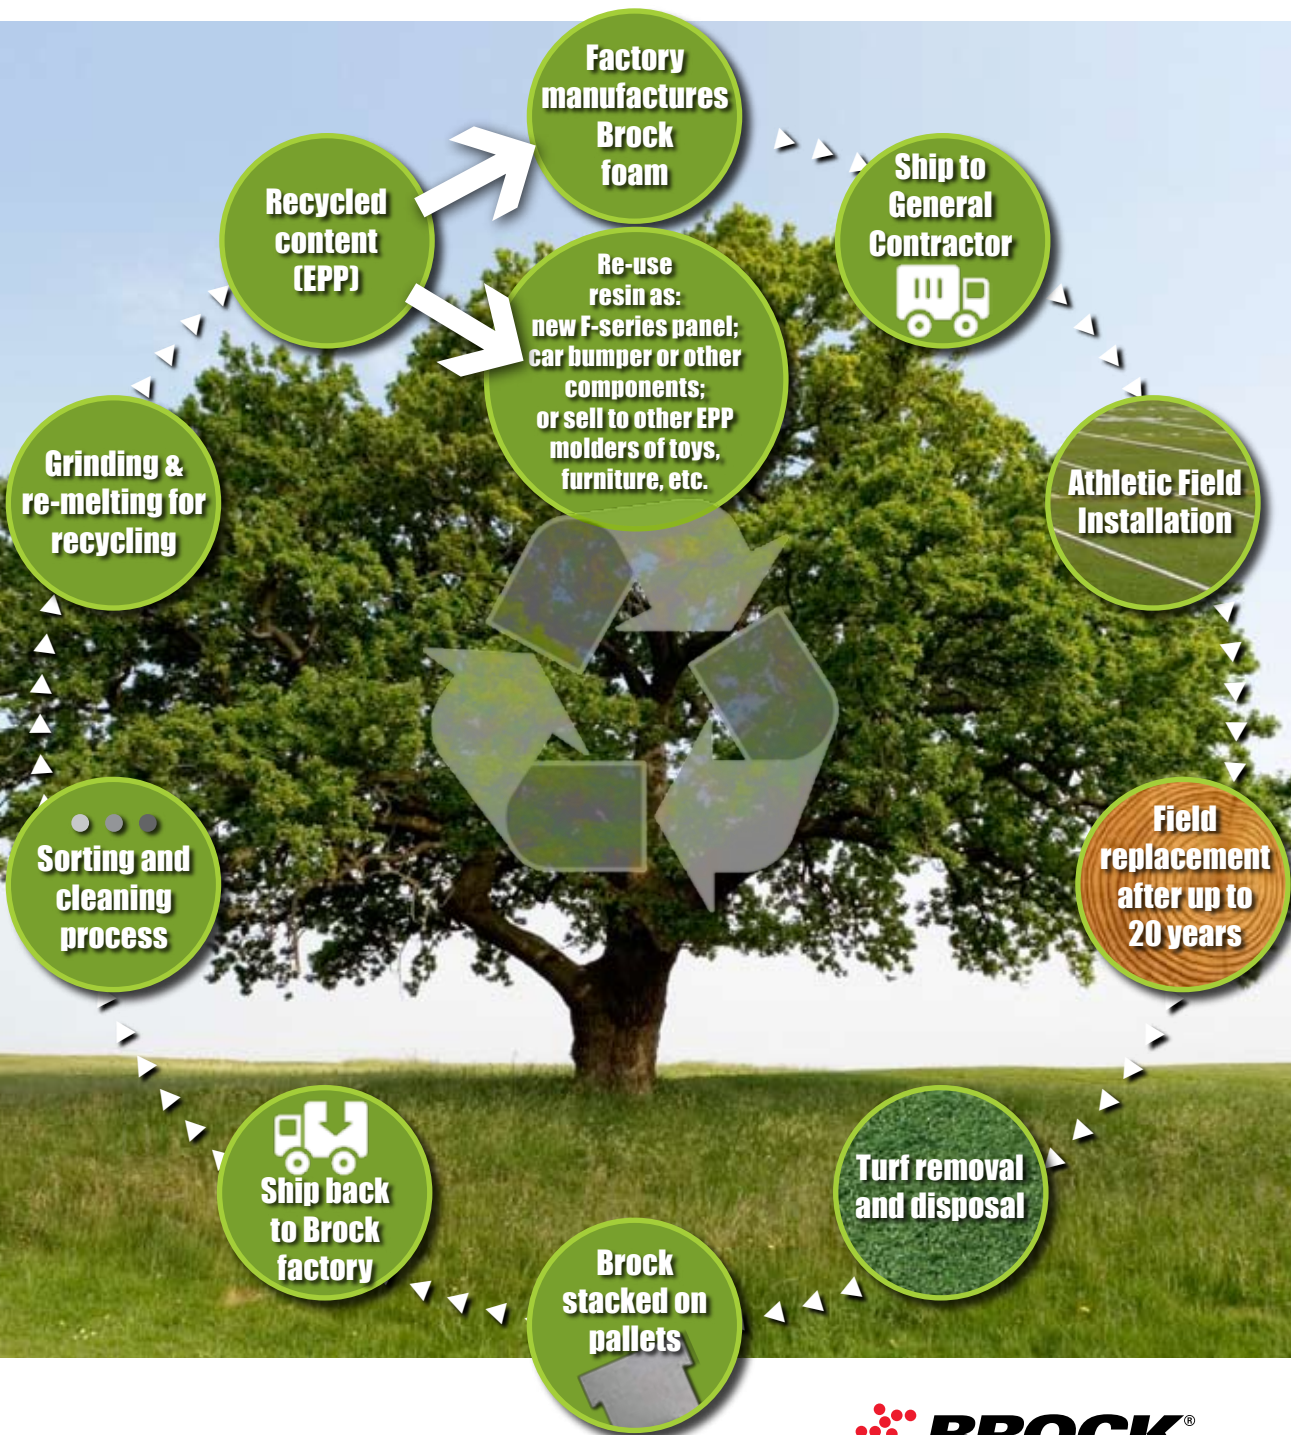 Factory
manufactures
Brock
foam
Ship to
General
Contractor
Recycled
content
(EPP)
Re-use
resin as:
new F-series panel;
car bumper or other
components;
or sell to other EPP
molders of toys,
furniture, etc.
Grinding &
re-melting for
recycling
Athletic Field
Installation
Sorting and
cleaning
process
Field
replacement
after up to
20 years
Ship back
to Brock
factory
Turf removal
and disposal
Brock
stacked on
pallets
BROCK®